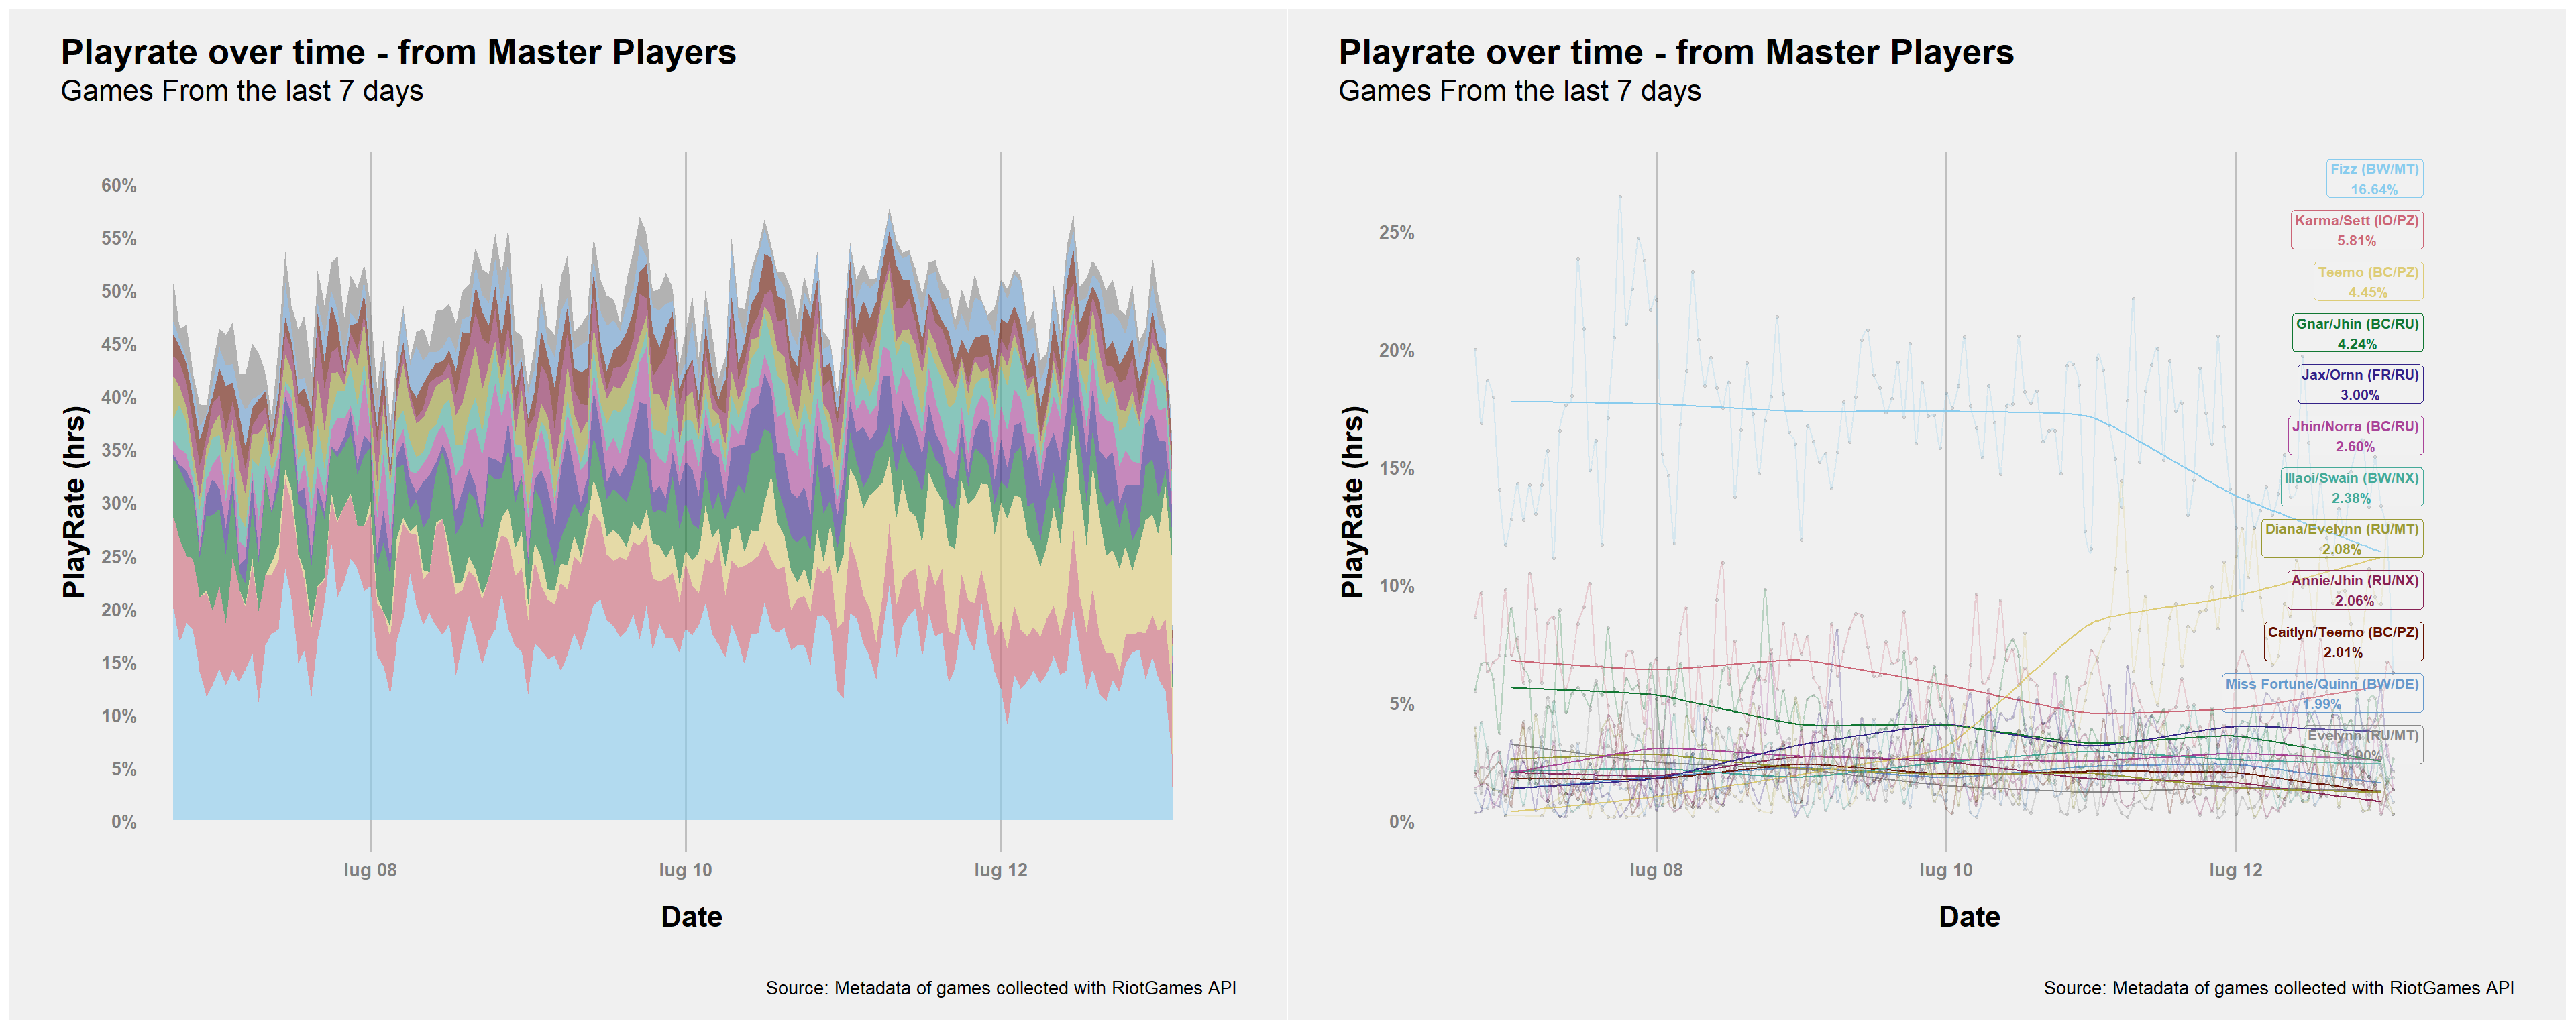 Playrate over time - from Master Players
Games From the last 7 days
60%
55%
50%
45%
40%
35%
30%
25%
20%
15%
10%
5%
0%
PlayRate (hrs)
lug 08
lug 10
lug 12
Date
Source: Metadata of games collected with RiotGames API
Playrate over time - from Master Players
Games From the last 7 days
25%
20%
15%
10%
5%
0%
PlayRate (hrs)
Fizz (BW/MT)
16.64%
Karma/Sett (IO/PZ)
5.81%
Teemo (BC/PZ)
4.45%
Gnar/Jhin (BC/RU)
4.24%
Jax/Ornn (FR/RU)
3.00%
Jhin/Norra (BC/RU)
2.60%
Illaoi/Swain (BW/NX)
2.38%
Diana/Evelynn (RU/MT)
2.08%
Annie/Jhin (RU/NX)
2.06%
Caitlyn/Teemo (BC/PZ)
2.01%
Miss Fortune/Quinn (BW/DE)
1.99%
Evelynn (RU/MT)
1.90%
lug 08
lug 10
lug 12
Date
Source: Metadata of games collected with RiotGames API